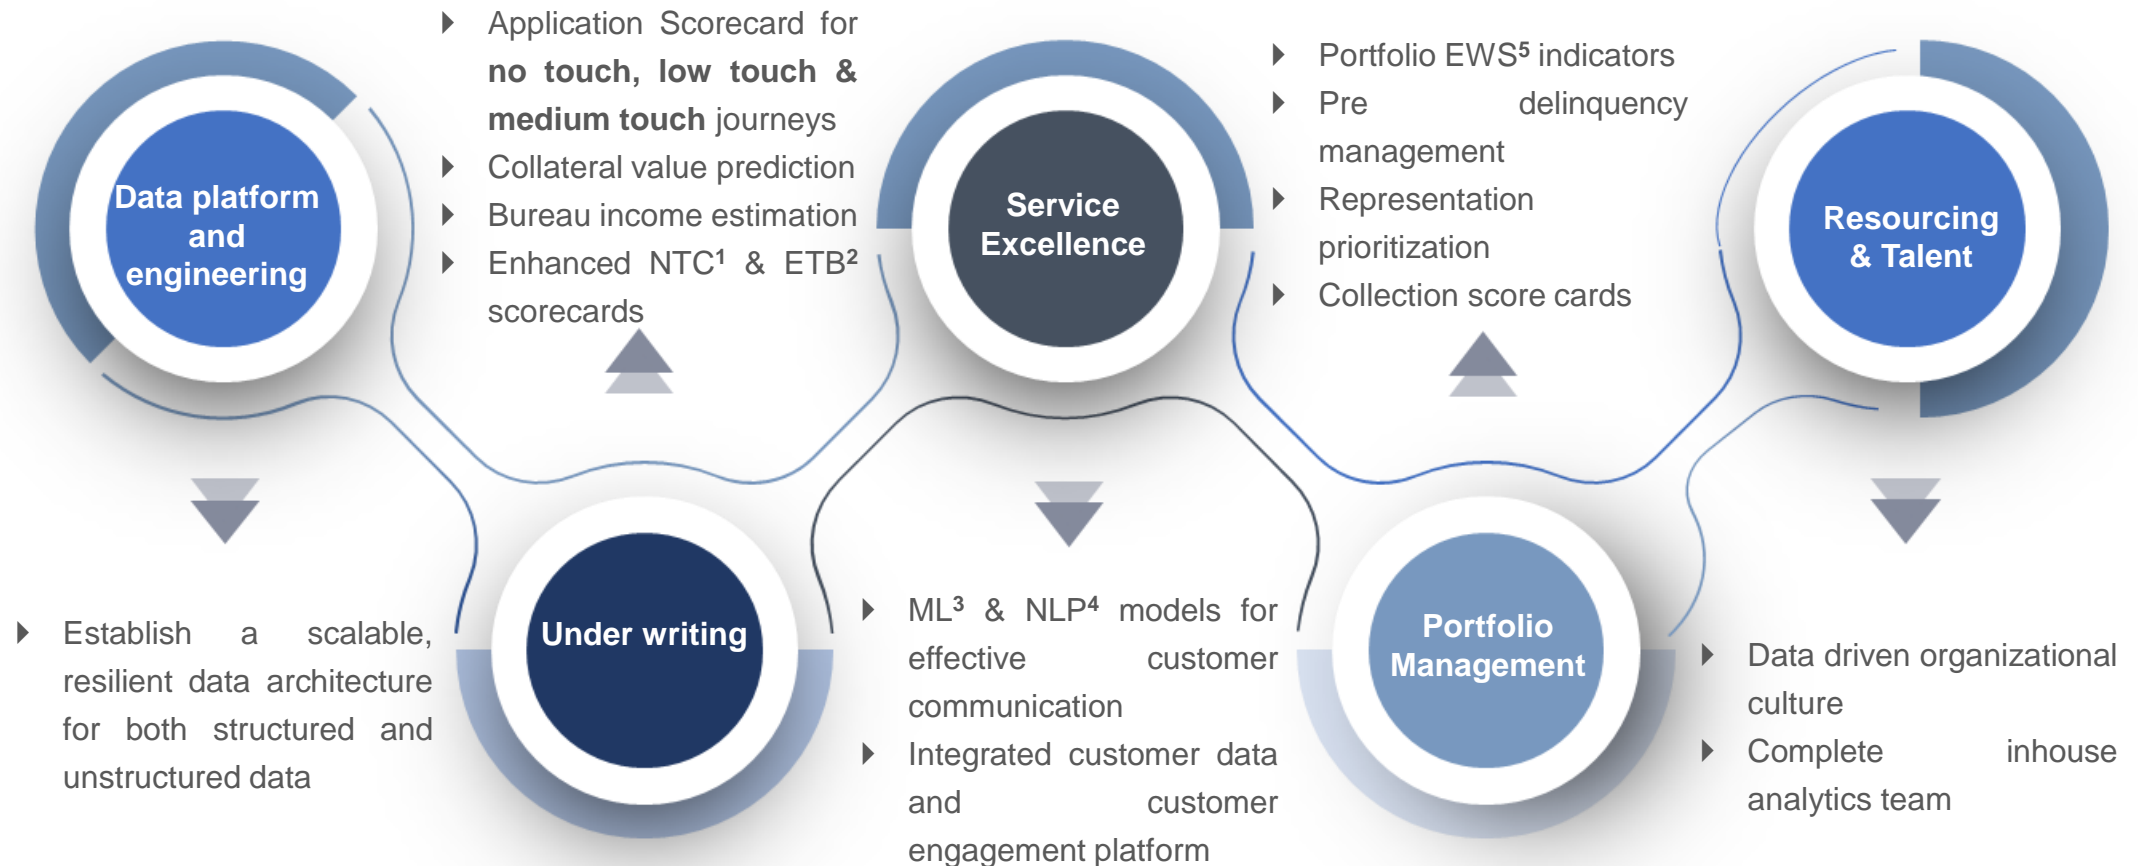 Data platform
and
engineering
Establish a scalable,
resilient data architecture
for both structured and
unstructured data
Application Scorecard for
no touch, low touch &
medium touch journeys
Collateral value prediction
Bureau income estimation
Enhanced NTC¹ & ETB²
scorecards
Under writing
Service
Excellence
ML³ & NLP⁴ models for
effective customer
communication
Integrated customer data
and customer
engagement platform
Portfolio EWS⁵ indicators
Pre delinquency
management
Representation
prioritization
Collection score cards
Portfolio
Management
Resourcing
& Talent
Data driven organizational
culture
Complete inhouse
analytics team